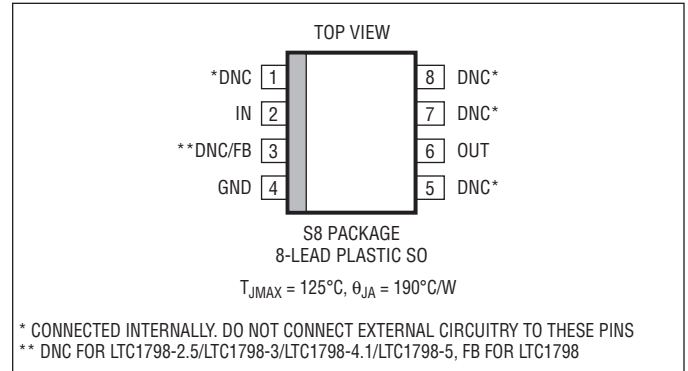 TOP VIEW
*DNC 1 8 DNC*
IN 2 7 DNC*
**DNC/FB 3 6 OUT
GND 4 5 DNC*
S8 PACKAGE
8-LEAD PLASTIC SO
TJMAX = 125°C, θJA = 190°C/W
* CONNECTED INTERNALLY. DO NOT CONNECT EXTERNAL CIRCUITRY TO THESE PINS
** DNC FOR LTC1798-2.5/LTC1798-3/LTC1798-4.1/LTC1798-5, FB FOR LTC1798